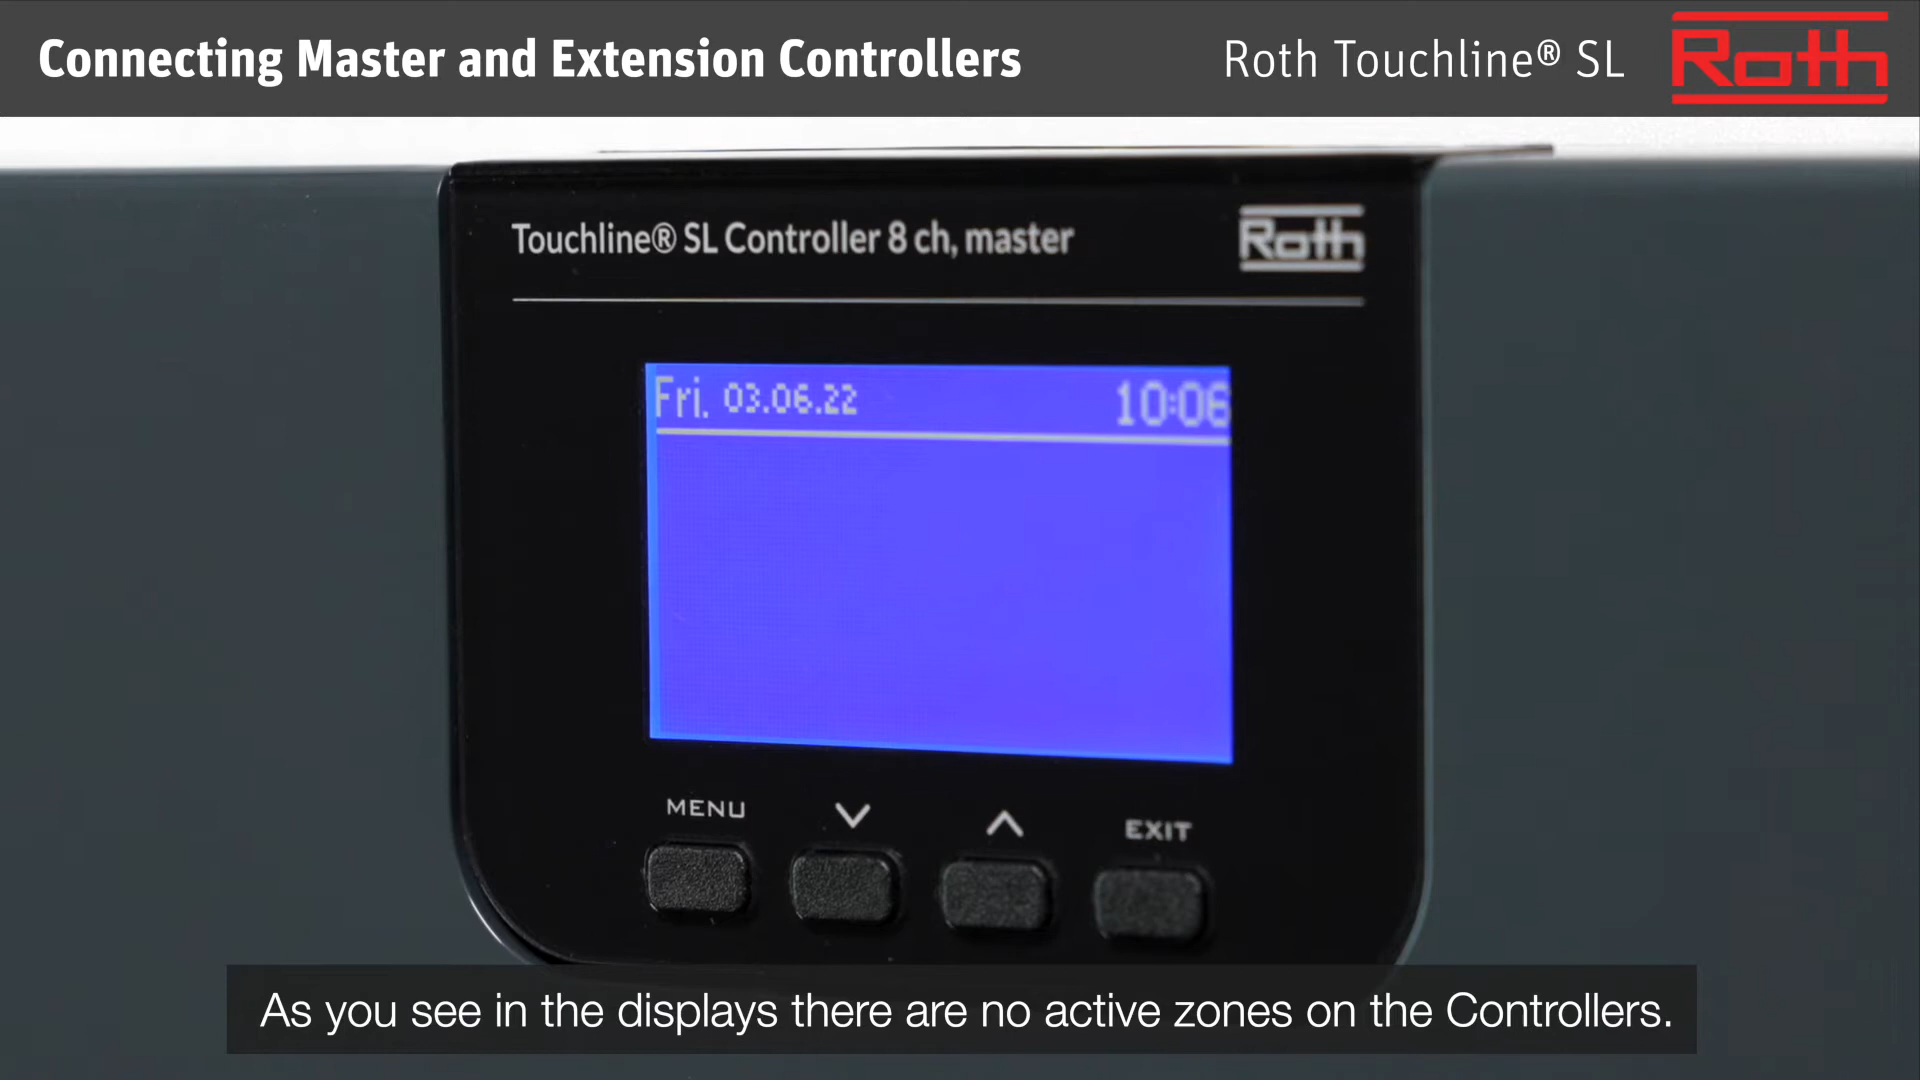 Connecting Master and Extension Controllers
Roth Touchline® SL
Roth
Touchline® SL Controller 8 ch, master
Roth
Fri. 03.06.22
10:06
MENU
EXIT
As you see in the displays there are no active zones on the Controllers.